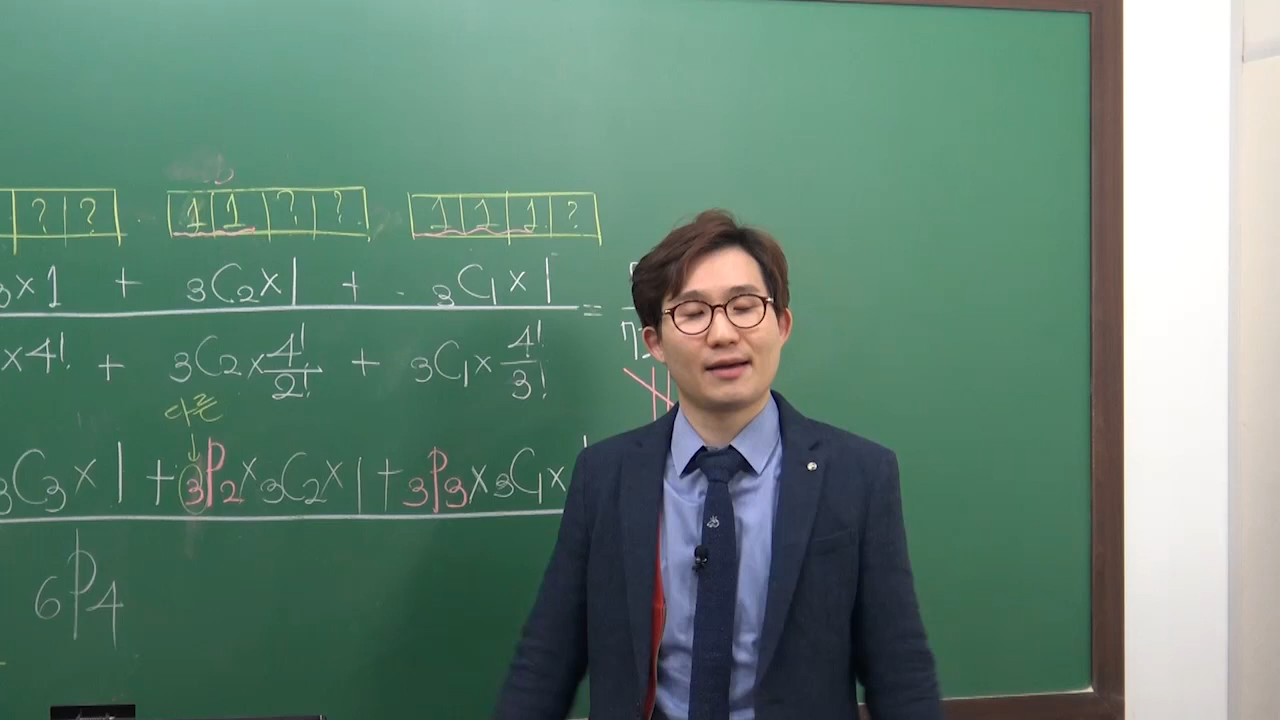 ? ? 1 1 ? ? 1 1 1 ?
₃×1 + ₃C₂×1 + ₃C₁×1 =
×4! + ₃C₂×4!/2! + ₃C₁×4!/3!
다른
₃C₃×1 + ₃P₂×₃C₂×1 + ₃P₃×₃C₁×
₆P₄